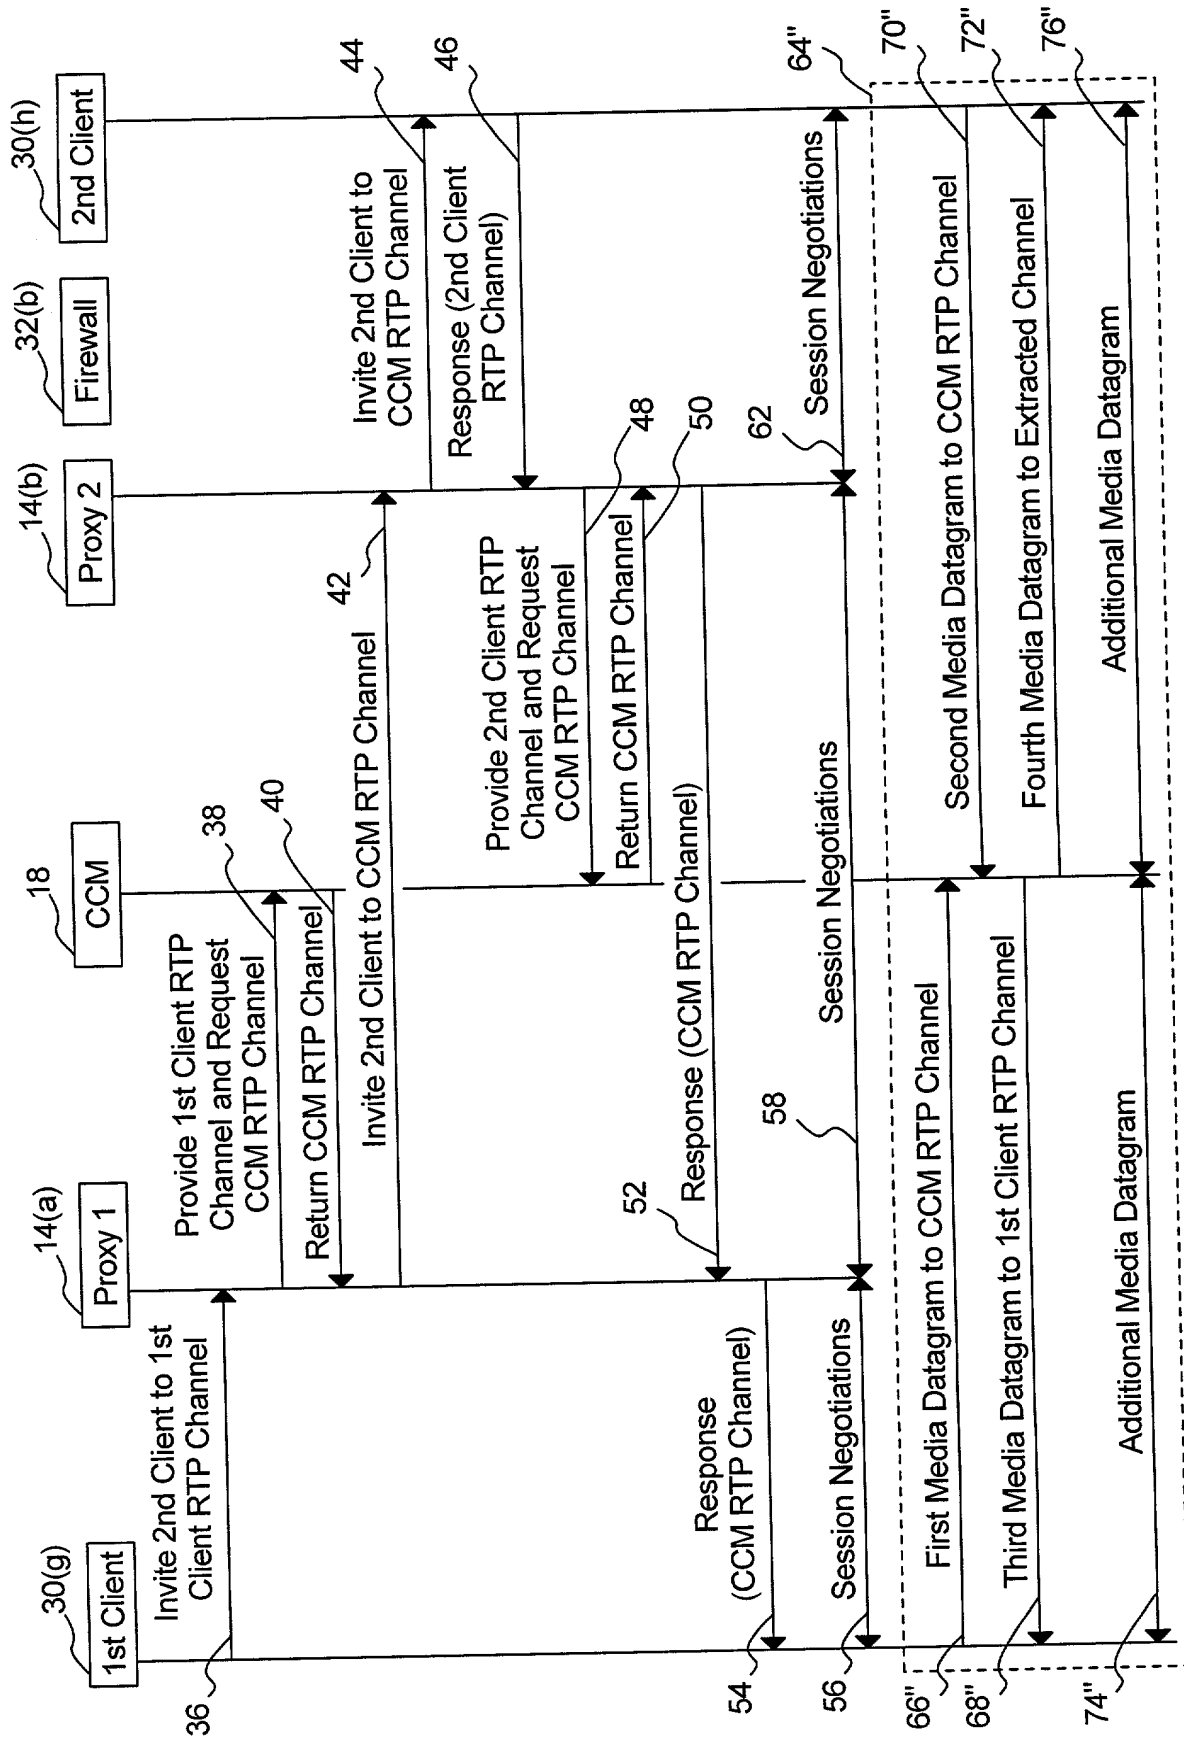 30(g)
1st Client
14(a)
Proxy 1
18
CCM
14(b)
Proxy 2
32(b)
Firewall
30(h)
2nd Client
36
Invite 2nd Client to 1st
Client RTP Channel
Provide 1st Client RTP
Channel and Request
CCM RTP Channel
38
Return CCM RTP Channel
40
Invite 2nd Client to CCM RTP Channel
42
Invite 2nd Client to
CCM RTP Channel
44
Response (2nd Client
RTP Channel)
46
Provide 2nd Client RTP
Channel and Request
CCM RTP Channel
48
Return CCM RTP Channel
50
Response (CCM RTP Channel)
52
Response
(CCM RTP Channel)
54
Session Negotiations
56
Session Negotiations
58
Session Negotiations
62
64"
First Media Datagram to CCM RTP Channel
66"
Second Media Datagram to CCM RTP Channel
70"
Third Media Datagram to 1st Client RTP Channel
68"
Fourth Media Datagram to Extracted Channel
72"
Additional Media Datagram
74"
Additional Media Datagram
76"